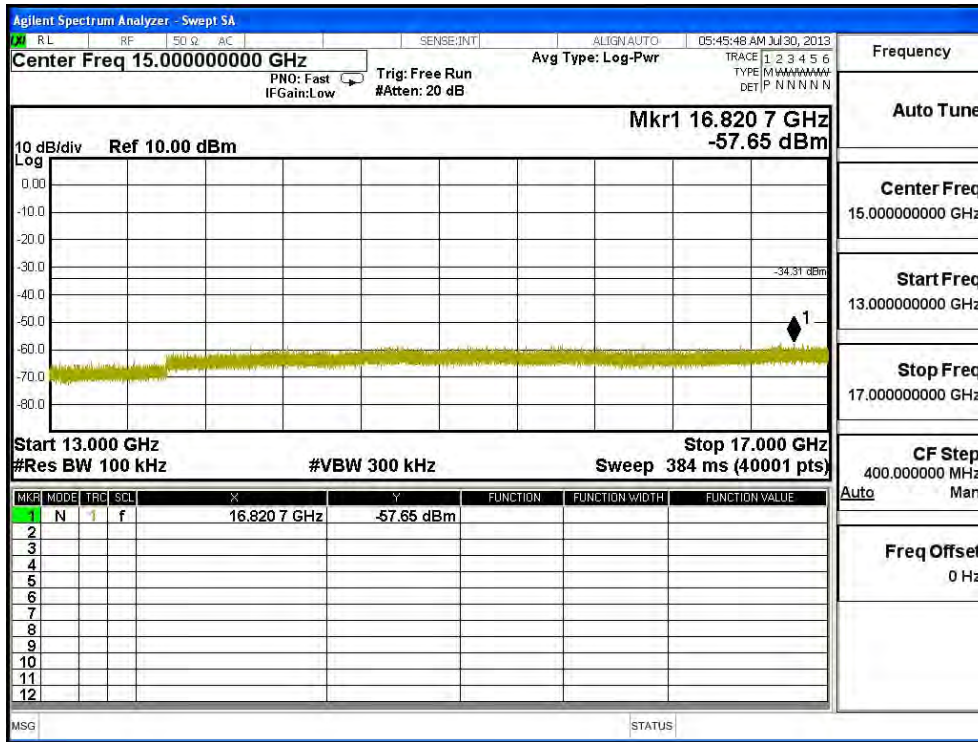 Agilent Spectrum Analyzer - Swept SA
RL RF 50 Ω AC SENSE:INT ALIGN AUTO 05:45:48 AM Jul 30, 2013
Center Freq 15.000000000 GHz
PNO: Fast
IFGain:Low
Trig: Free Run
#Atten: 20 dB
Avg Type: Log-Pwr
TRACE 1 2 3 4 5 6
TYPE M WWWWW
DET P N N N N N
Mkr1 16.820 7 GHz
-57.65 dBm
10 dB/div Ref 10.00 dBm
Log
0.00
-10.0
-20.0
-30.0
-34.31 dBm
-40.0
-50.0
1
-60.0
-70.0
-80.0
Start 13.000 GHz Stop 17.000 GHz
#Res BW 100 kHz #VBW 300 kHz Sweep 384 ms (40001 pts)
MKR MODE TRC SCL X Y FUNCTION FUNCTION WIDTH FUNCTION VALUE
1 N 1 f 16.820 7 GHz -57.65 dBm
2
3
4
5
6
7
8
9
10
11
12
MSG STATUS
Frequency
Auto Tune
Center Freq
15.000000000 GHz
Start Freq
13.000000000 GHz
Stop Freq
17.000000000 GHz
CF Step
400.000000 MHz
Auto Man
Freq Offset
0 Hz